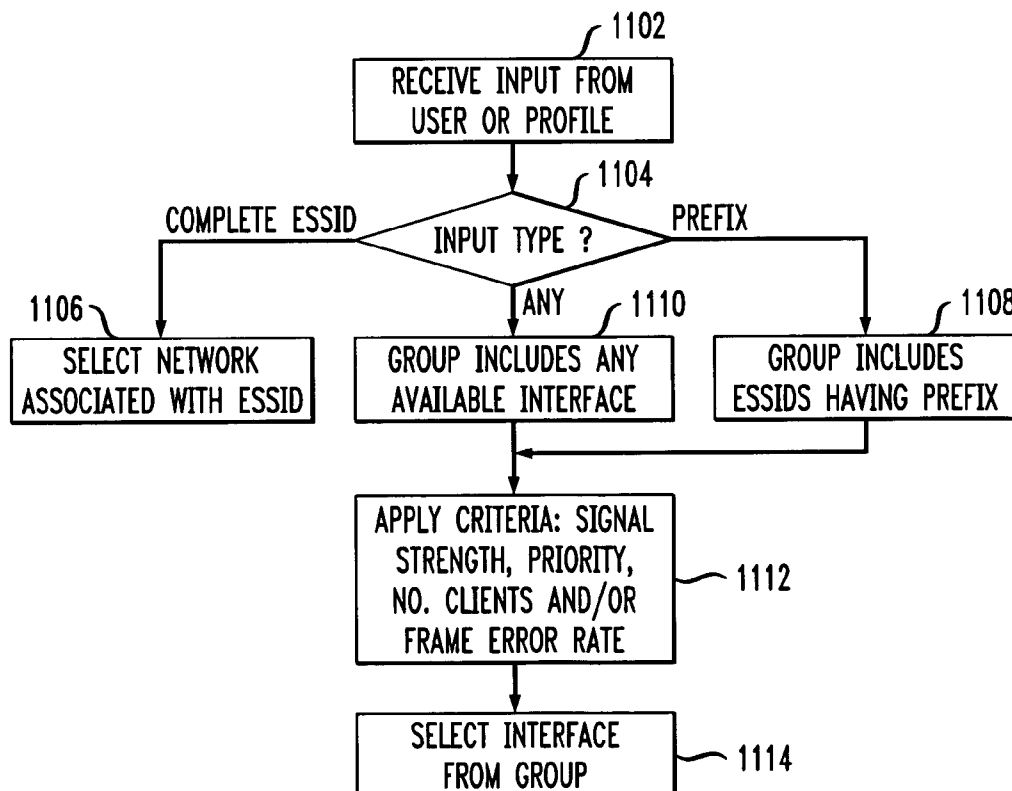 1102
RECEIVE INPUT FROM
USER OR PROFILE
1104
COMPLETE ESSID
INPUT TYPE ?
PREFIX
ANY
1106
SELECT NETWORK
ASSOCIATED WITH ESSID
1110
GROUP INCLUDES ANY
AVAILABLE INTERFACE
1108
GROUP INCLUDES
ESSIDS HAVING PREFIX
APPLY CRITERIA: SIGNAL
STRENGTH, PRIORITY,
NO. CLIENTS AND/OR
FRAME ERROR RATE
1112
SELECT INTERFACE
FROM GROUP
1114